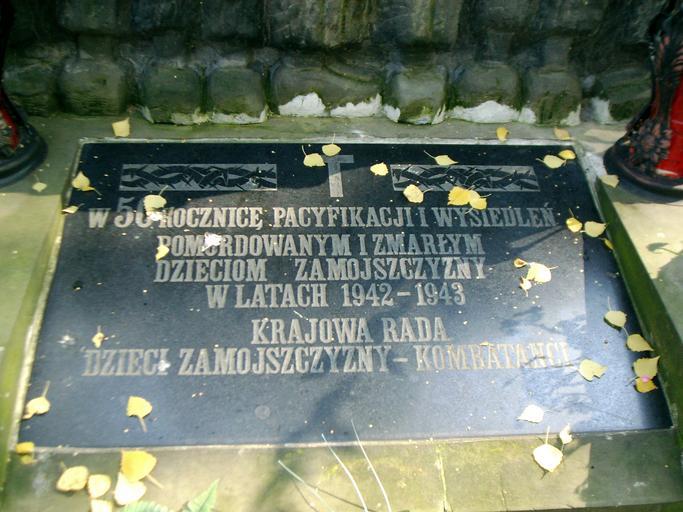 W 50 ROCZNICĘ PACYFIKACJI I WYSIEDLEŃ
POMORDOWANYM I ZMARŁYM
DZIECIOM ZAMOJSZCZYZNY
W LATACH 1942-1943
KRAJOWA RADA
DZIECI ZAMOJSZCZYZNY - KOMBATANCI